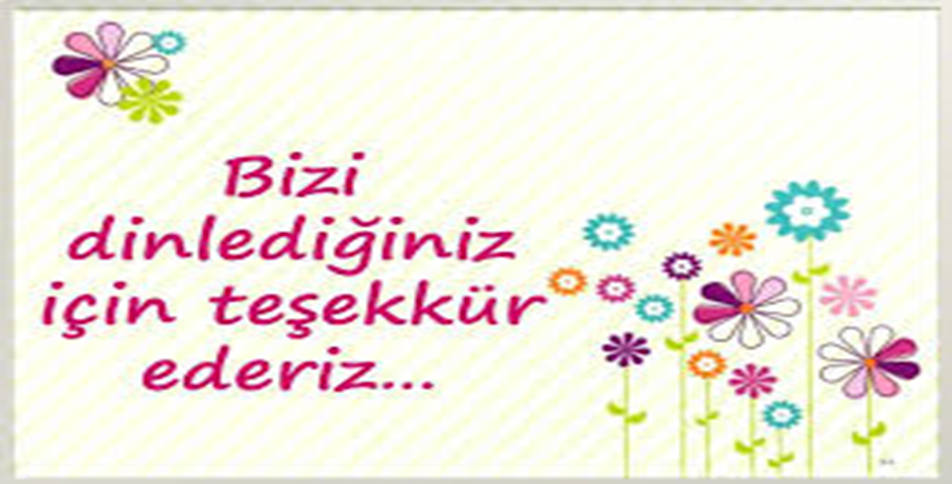 Bizi
dinlediğiniz
için teşekkür
ederiz...